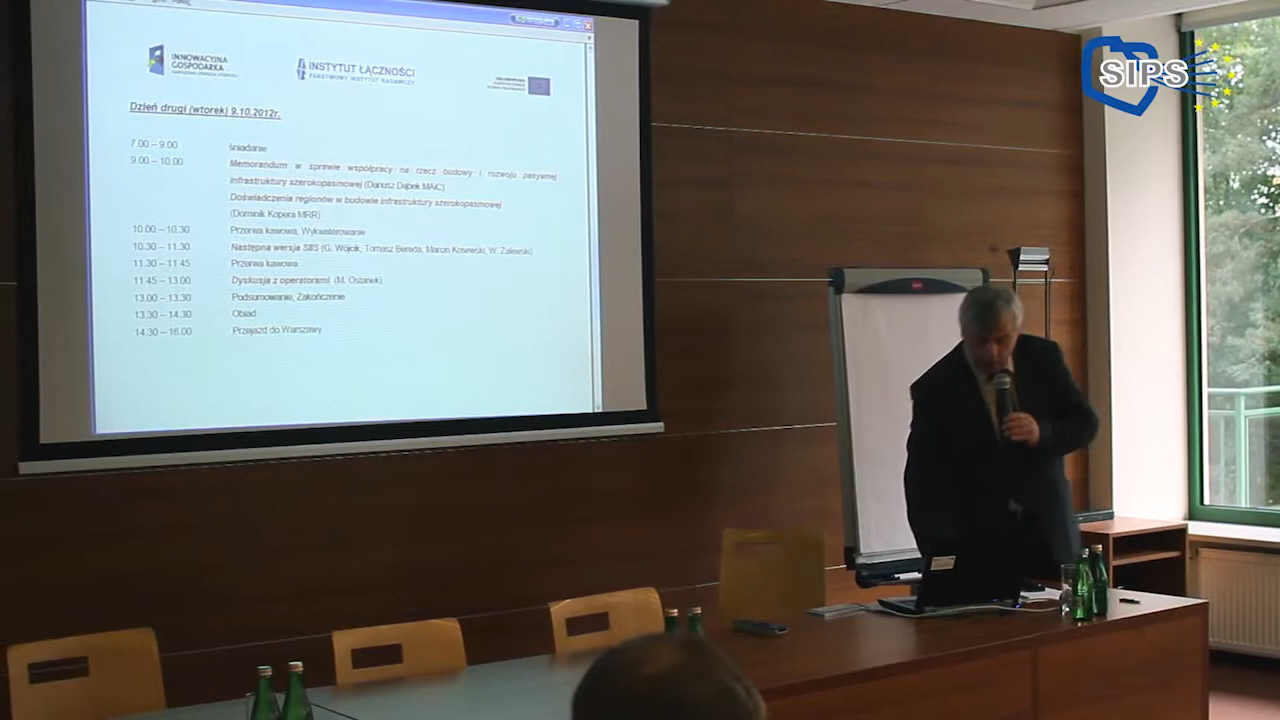 INNOWACYJNA
GOSPODARKA
INSTYTUT ŁĄCZNOŚCI
PAŃSTWOWY INSTYTUT BADAWCZY
SIPS
Dzień drugi (wtorek) 9.10.2012r.
7.00 – 9.00 śniadanie
9.00 – 10.00 Memorandum w sprawie współpracy na rzecz budowy i rozwoju pasywnej
infrastruktury szerokopasmowej (Dariusz Dąbek MAiC)
Doświadczenia regionów w budowie infrastruktury szerokopasmowej
(Dominik Kopera MRR)
10.00 – 10.30 Przerwa kawowa, Wykwaterowanie
10.30 – 11.30 Następna wersja SBS (G. Wójcik, Tomasz Bereda, Marcin Kosewski, W. Zalewski)
11.30 – 11.45 Przerwa kawowa
11.45 – 13.00 Dyskusja z operatorami (M. Ostanek)
13.00 – 13.30 Podsumowanie, Zakończenie
13.30 – 14.30 Obiad
14.30 – 16.00 Przejazd do Warszawy